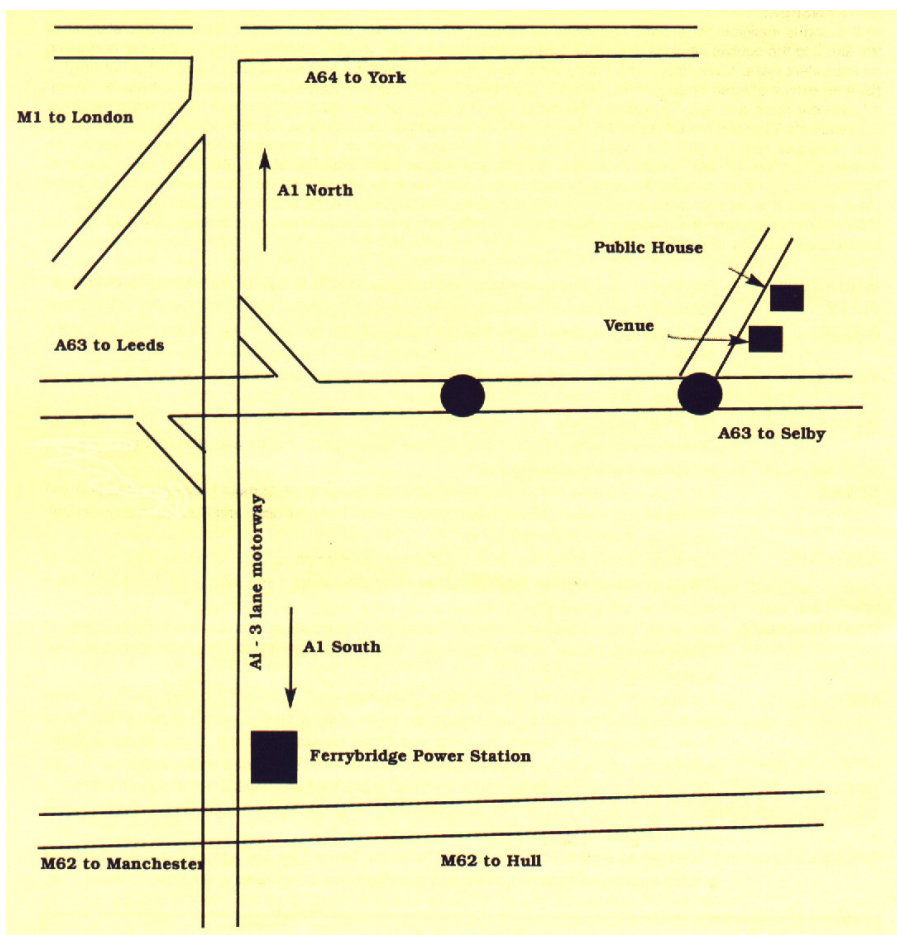 A64 to York
M1 to London
A1 North
Public House
Venue
A63 to Leeds
A63 to Selby
A1 - 3 lane motorway
A1 South
Ferrybridge Power Station
M62 to Manchester
M62 to Hull